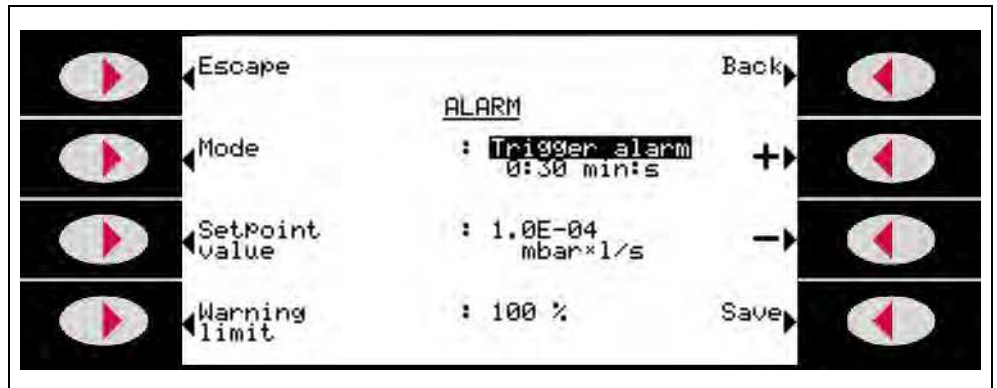 Escape
Back
ALARM
Mode : Trigger alarm +
0:30 min:s
Setpoint : 1.0E-04 -
value mbar×l/s
Warning : 100 % Save
limit